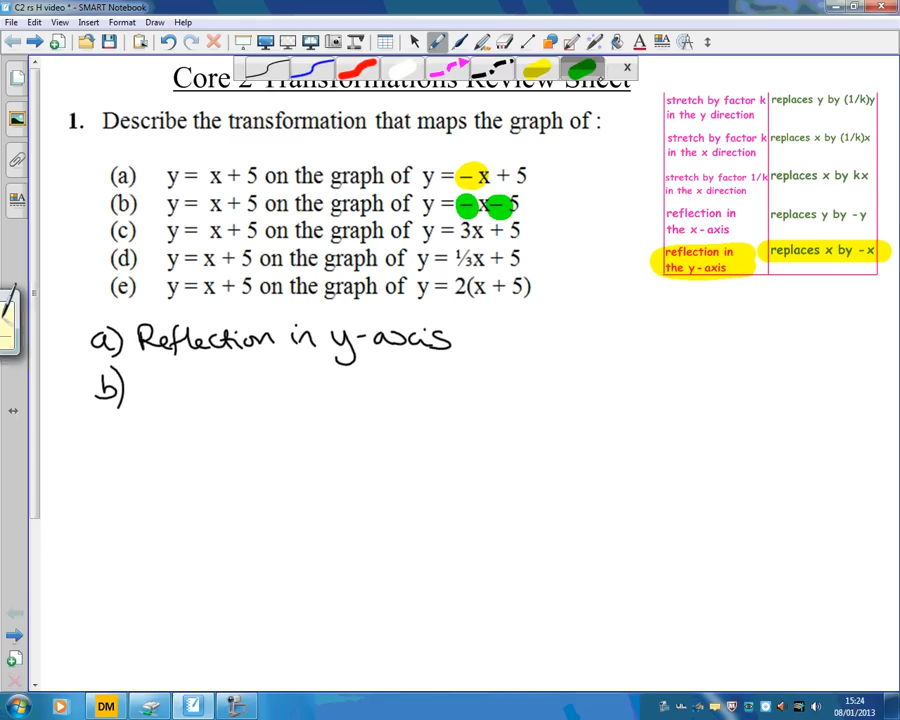 C2 rs H video * - SMART Notebook
File Edit View Insert Format Draw Help
x
Core 2 Transformations Review Sheet
1. Describe the transformation that maps the graph of :
(a) y = x + 5 on the graph of y = – x + 5
(b) y = x + 5 on the graph of y = – x – 5
(c) y = x + 5 on the graph of y = 3x + 5
(d) y = x + 5 on the graph of y = ⅓x + 5
(e) y = x + 5 on the graph of y = 2(x + 5)
a) Reflection in y-axis
b)
stretch by factor k in the y direction replaces y by (1/k)y
stretch by factor k in the x direction replaces x by (1/k)x
stretch by factor 1/k in the x direction replaces x by kx
reflection in the x - axis replaces y by - y
reflection in the y - axis replaces x by - x
DM
15:24
08/01/2013